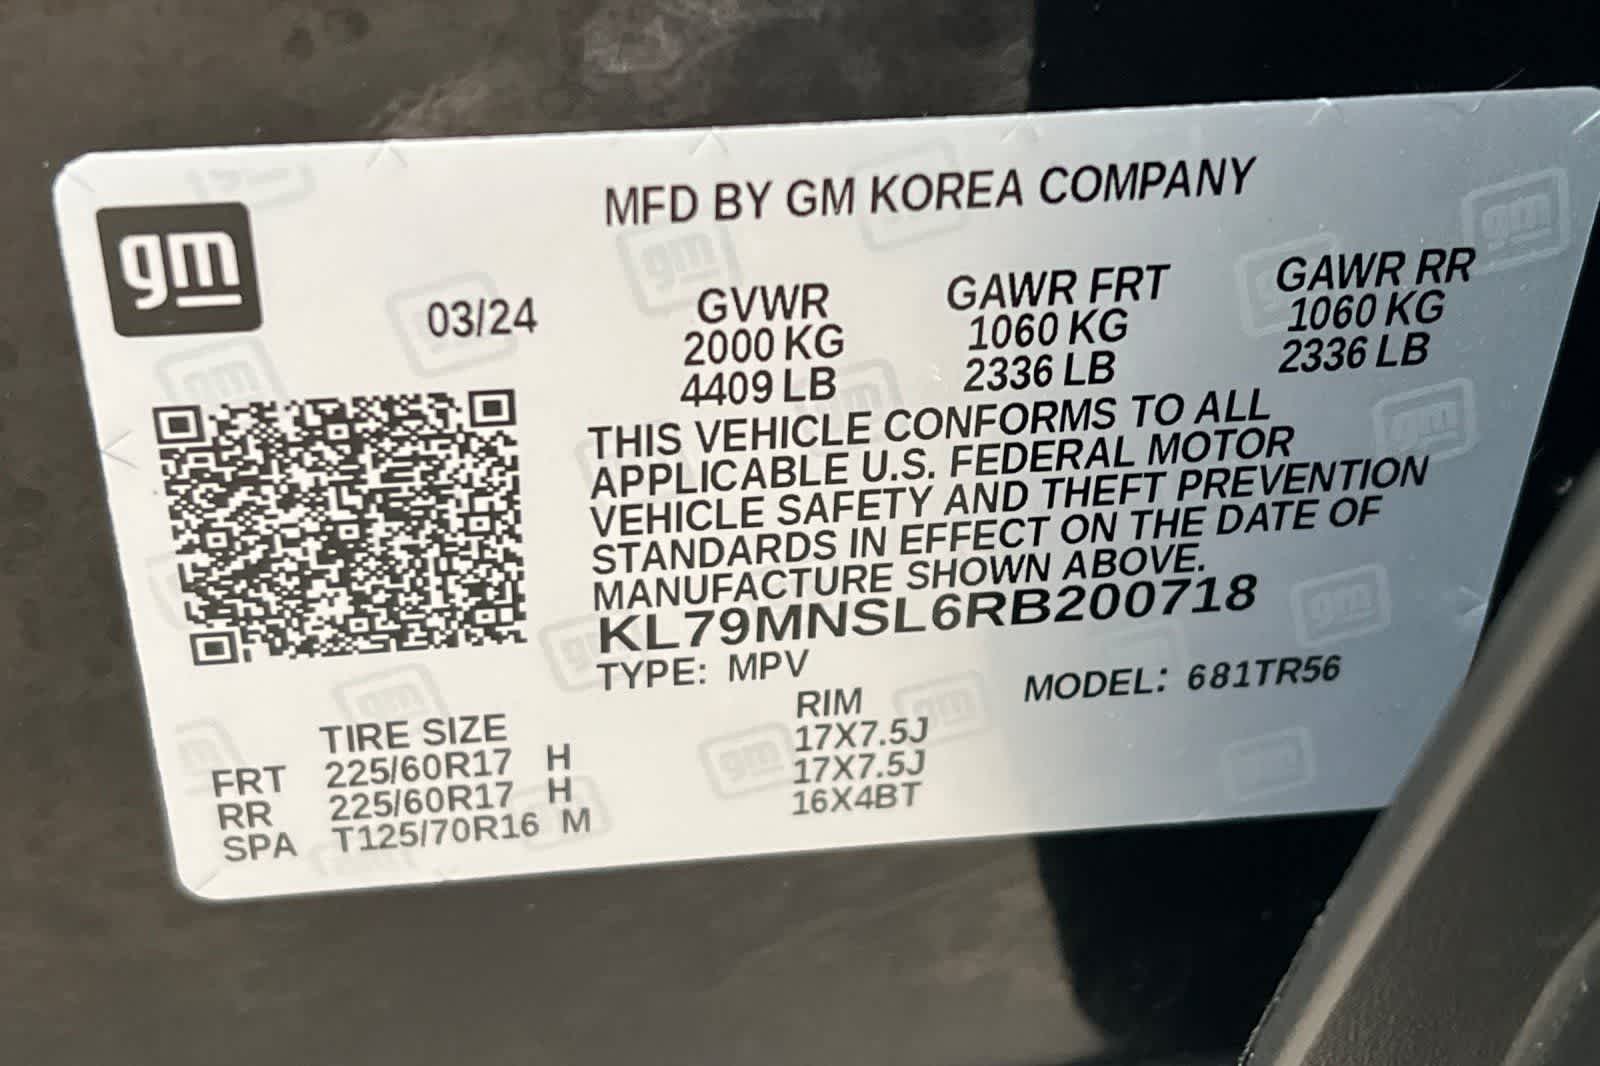 gm
MFD BY GM KOREA COMPANY
03/24
GVWR GAWR FRT GAWR RR
2000 KG 1060 KG 1060 KG
4409 LB 2336 LB 2336 LB
THIS VEHICLE CONFORMS TO ALL
APPLICABLE U.S. FEDERAL MOTOR
VEHICLE SAFETY AND THEFT PREVENTION
STANDARDS IN EFFECT ON THE DATE OF
MANUFACTURE SHOWN ABOVE.
KL79MNSL6RB200718
TYPE: MPV MODEL: 681TR56
TIRE SIZE RIM
FRT 225/60R17 H 17X7.5J
RR 225/60R17 H 17X7.5J
SPA T125/70R16 M 16X4BT